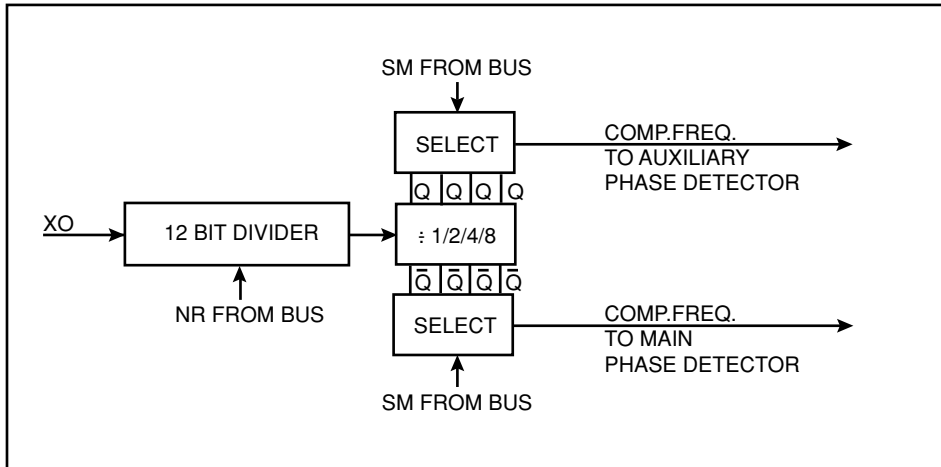 SM FROM BUS
SELECT
COMP.FREQ.
TO AUXILIARY
PHASE DETECTOR
Q Q Q Q
XO
12 BIT DIVIDER
÷ 1/2/4/8
NR FROM BUS
Q̅ Q̅ Q̅ Q̅
SELECT
COMP.FREQ.
TO MAIN
PHASE DETECTOR
SM FROM BUS